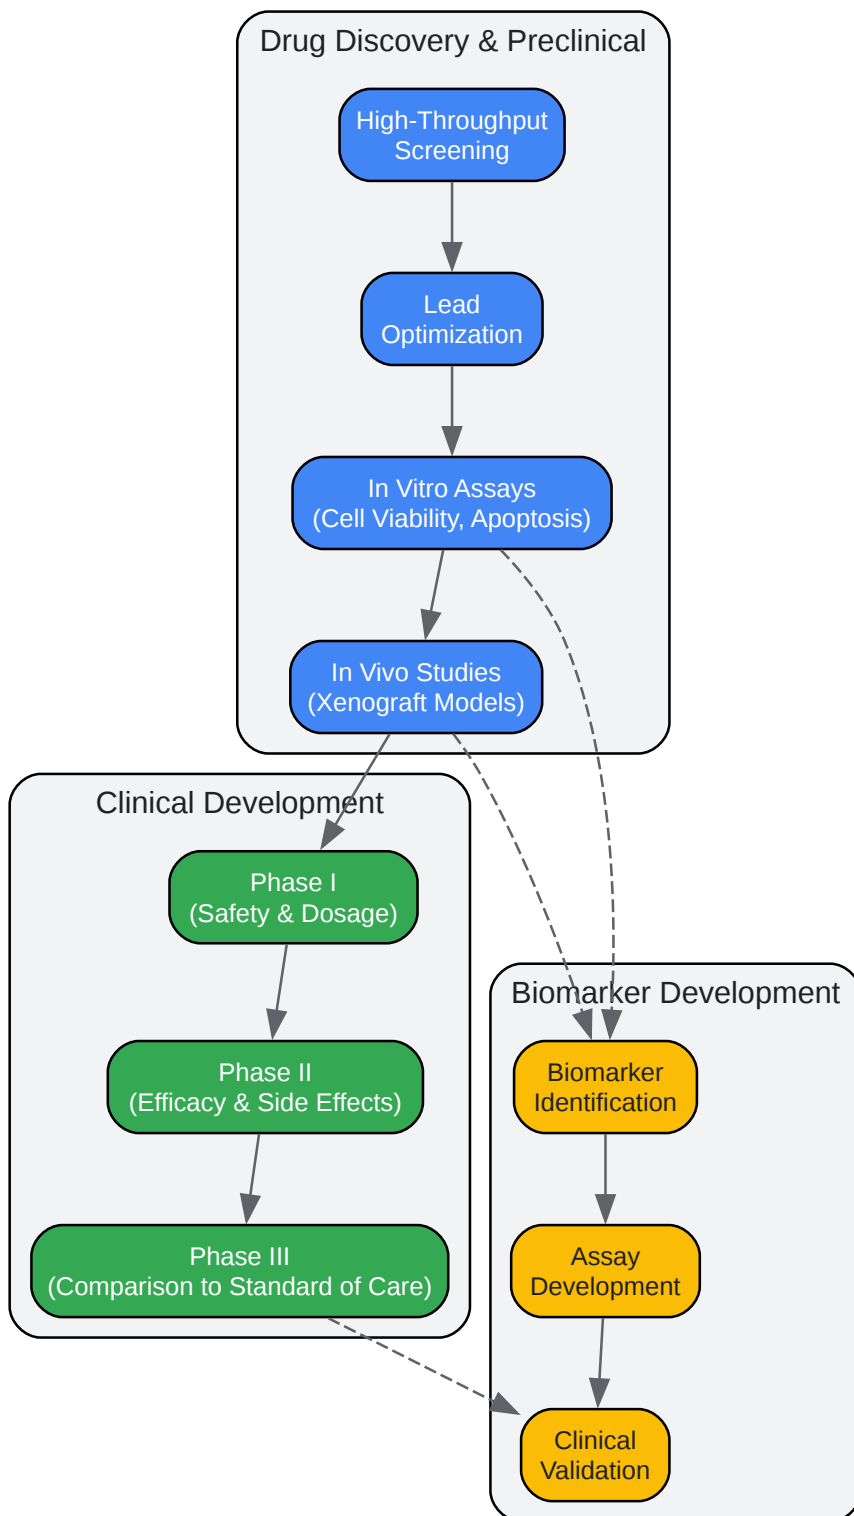 Drug Discovery & Preclinical
High-Throughput
Screening
Lead
Optimization
In Vitro Assays
(Cell Viability, Apoptosis)
In Vivo Studies
(Xenograft Models)
Clinical Development
Phase I
(Safety & Dosage)
Phase II
(Efficacy & Side Effects)
Phase III
(Comparison to Standard of Care)
Biomarker Development
Biomarker
Identification
Assay
Development
Clinical
Validation